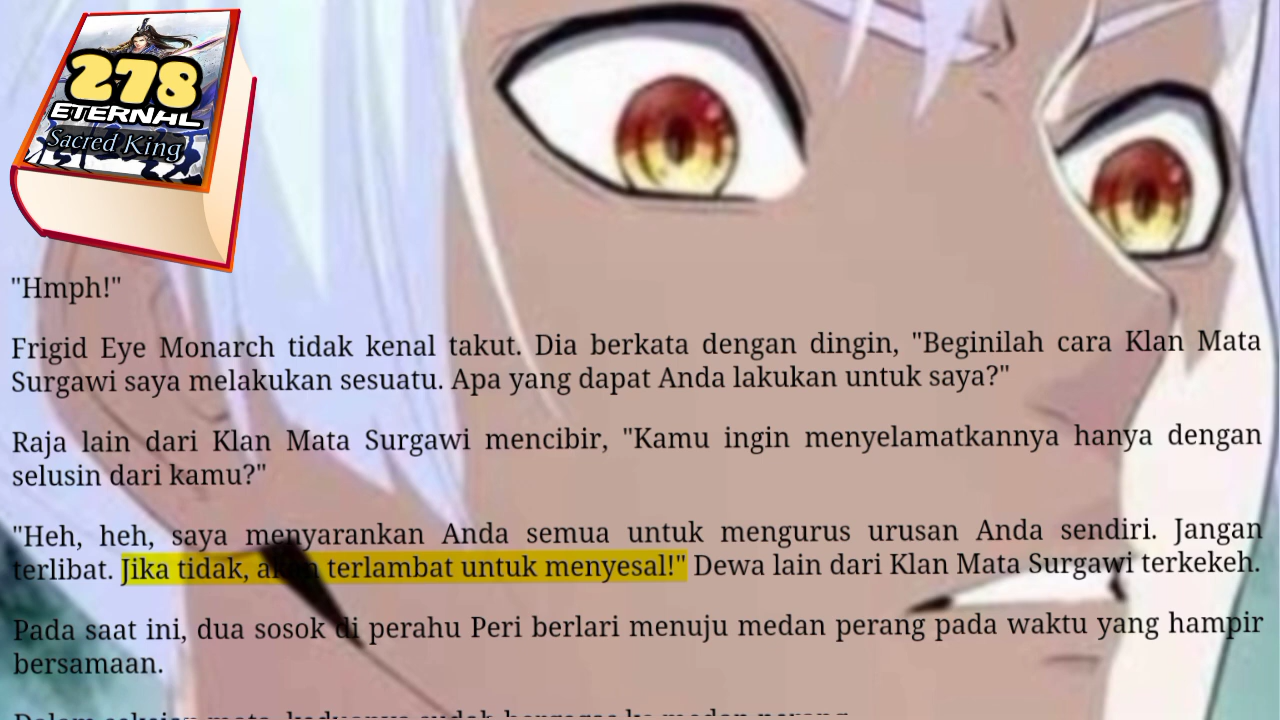 278
ETERNAL
Sacred King
"Hmph!"
Frigid Eye Monarch tidak kenal takut. Dia berkata dengan dingin, "Beginilah cara Klan Mata
Surgawi saya melakukan sesuatu. Apa yang dapat Anda lakukan untuk saya?"
Raja lain dari Klan Mata Surgawi mencibir, "Kamu ingin menyelamatkannya hanya dengan
selusin dari kamu?"
"Heh, heh, saya menyarankan Anda semua untuk mengurus urusan Anda sendiri. Jangan
terlibat. Jika tidak, akan terlambat untuk menyesal!" Dewa lain dari Klan Mata Surgawi terkekeh.
Pada saat ini, dua sosok di perahu Peri berlari menuju medan perang pada waktu yang hampir
bersamaan.